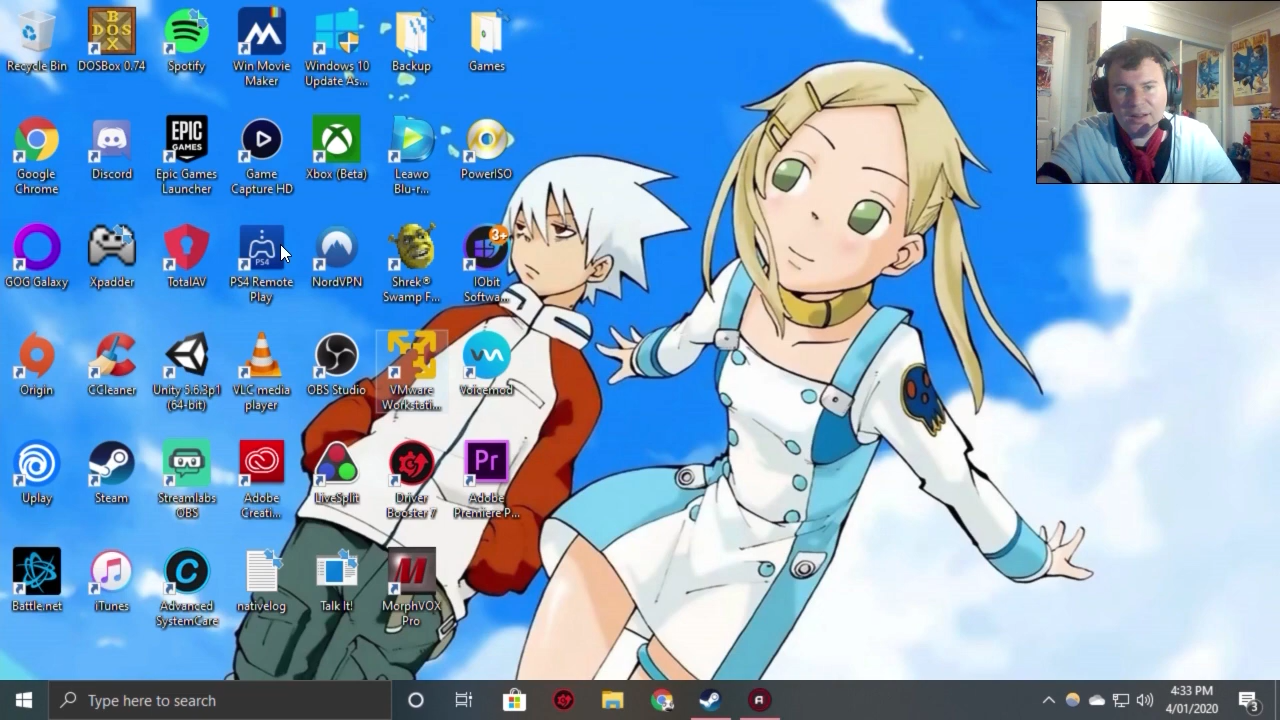 Recycle Bin
DOSBox 0.74
Spotify
Win Movie
Maker
Windows 10
Update As...
Backup
Games
Google
Chrome
Discord
Epic Games
Launcher
Game
Capture HD
Xbox (Beta)
Leawo
Blu-r...
PowerISO
GOG Galaxy
Xpadder
TotalAV
PS4 Remote
Play
NordVPN
Shrek®
Swamp F...
IObit
Softwa...
Origin
CCleaner
Unity 5.6.3p1
(64-bit)
VLC media
player
OBS Studio
VMware
Workstati...
Voicemod
Uplay
Steam
Streamlabs
OBS
Adobe
Creati...
LiveSplit
Driver
Booster 7
Adobe
Premiere P...
Battle.net
iTunes
Advanced
SystemCare
nativelog
Talk It!
MorphVOX
Pro
BOX
DOS
EPIC
GAMES
PS4
3+
Pr
Type here to search
4:33 PM
4/01/2020
3